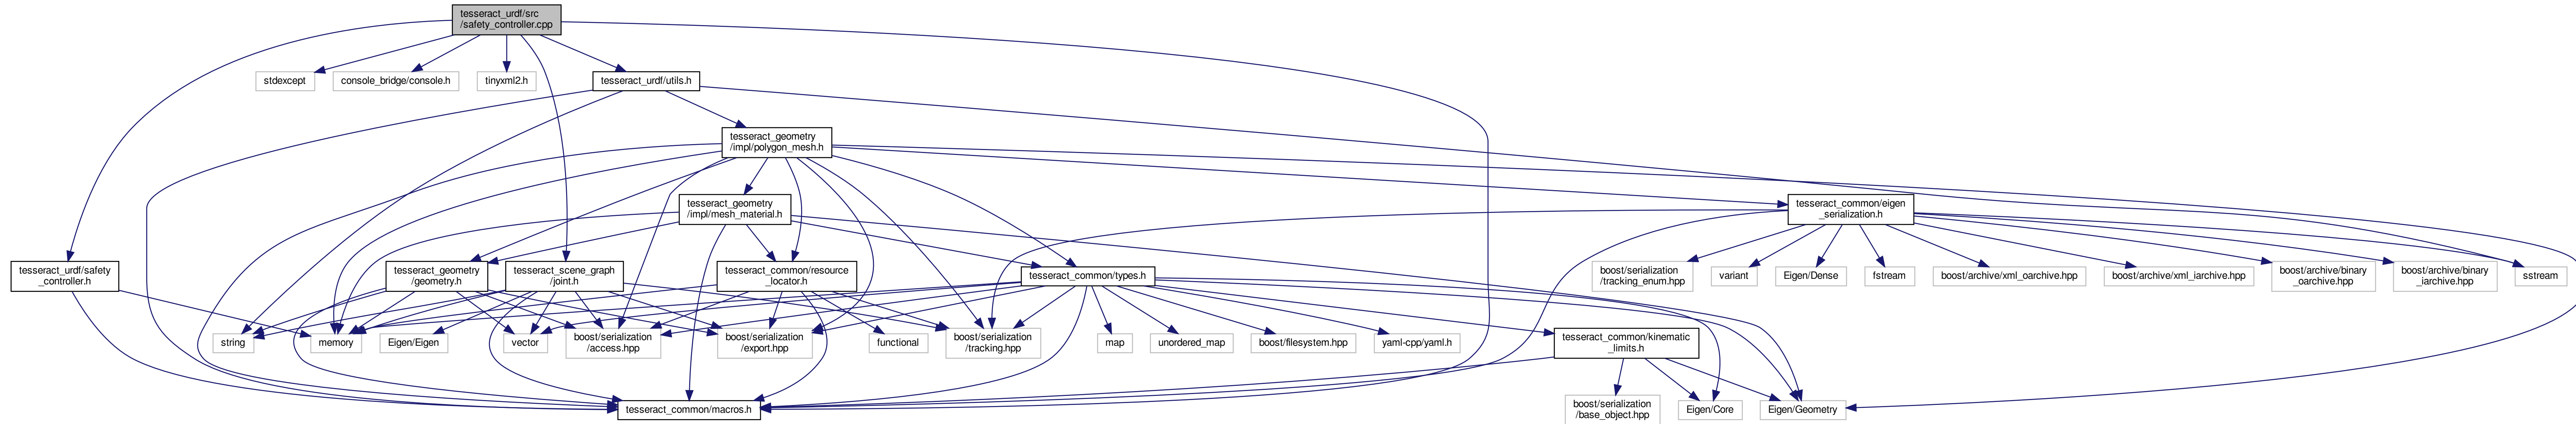 tesseract_urdf/src
/safety_controller.cpp
stdexcept
console_bridge/console.h
tinyxml2.h
tesseract_urdf/utils.h
tesseract_geometry
/impl/polygon_mesh.h
tesseract_geometry
/impl/mesh_material.h
tesseract_common/eigen
_serialization.h
tesseract_urdf/safety
_controller.h
tesseract_geometry
/geometry.h
tesseract_scene_graph
/joint.h
tesseract_common/resource
_locator.h
tesseract_common/types.h
boost/serialization
/tracking_enum.hpp
variant
Eigen/Dense
fstream
boost/archive/xml_oarchive.hpp
boost/archive/xml_iarchive.hpp
boost/archive/binary
_oarchive.hpp
boost/archive/binary
_iarchive.hpp
sstream
string
memory
Eigen/Eigen
vector
boost/serialization
/access.hpp
boost/serialization
/export.hpp
functional
boost/serialization
/tracking.hpp
map
unordered_map
boost/filesystem.hpp
yaml-cpp/yaml.h
tesseract_common/kinematic
_limits.h
tesseract_common/macros.h
boost/serialization
/base_object.hpp
Eigen/Core
Eigen/Geometry